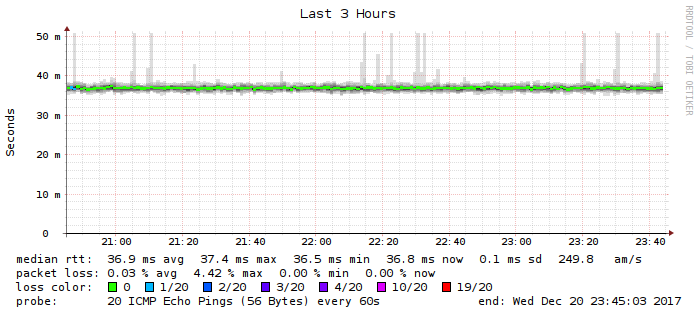 Last 3 Hours
RRDTOOL / TOBI OETIKER
Seconds
50 m
40 m
30 m
20 m
10 m
0
21:00 21:20 21:40 22:00 22:20 22:40 23:00 23:20 23:40
median rtt: 36.9 ms avg 37.4 ms max 36.5 ms min 36.8 ms now 0.1 ms sd 249.8 am/s
packet loss: 0.03 % avg 4.42 % max 0.00 % min 0.00 % now
loss color: 0 1/20 2/20 3/20 4/20 10/20 19/20
probe: 20 ICMP Echo Pings (56 Bytes) every 60s end: Wed Dec 20 23:45:03 2017